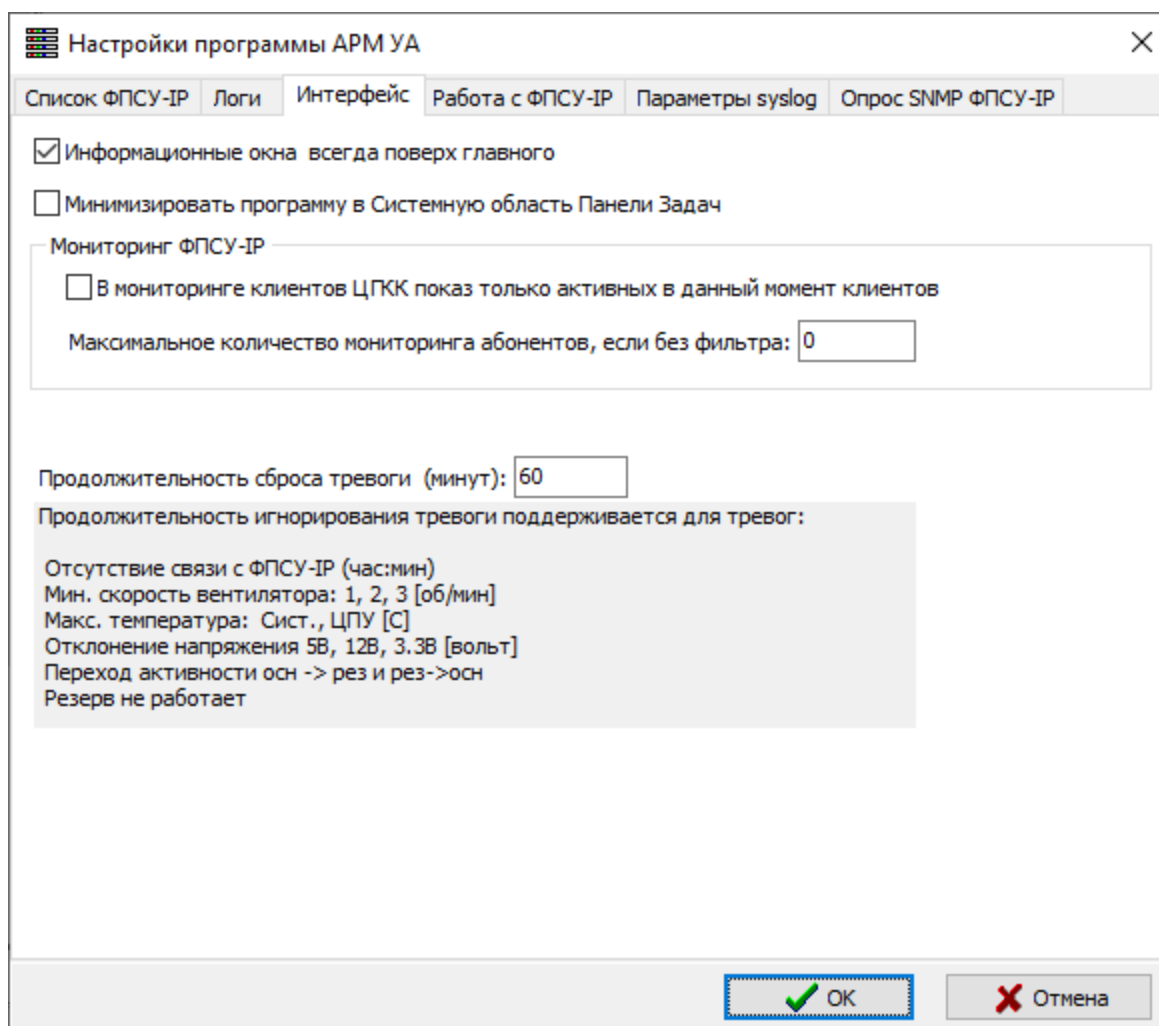 Настройки программы АРМ УА
Список ФПСУ-IP Логи Интерфейс Работа с ФПСУ-IP Параметры syslog Опрос SNMP ФПСУ-IP
Информационные окна всегда поверх главного
Минимизировать программу в Системную область Панели Задач
Мониторинг ФПСУ-IP
В мониторинге клиентов ЦГКК показ только активных в данный момент клиентов
Максимальное количество мониторинга абонентов, если без фильтра: 0
Продолжительность сброса тревоги (минут): 60
Продолжительность игнорирования тревоги поддерживается для тревог:
Отсутствие связи с ФПСУ-IP (час:мин)
Мин. скорость вентилятора: 1, 2, 3 [об/мин]
Макс. температура: Сист., ЦПУ [С]
Отклонение напряжения 5В, 12В, 3.3В [вольт]
Переход активности осн -> рез и рез->осн
Резерв не работает
ОК Отмена